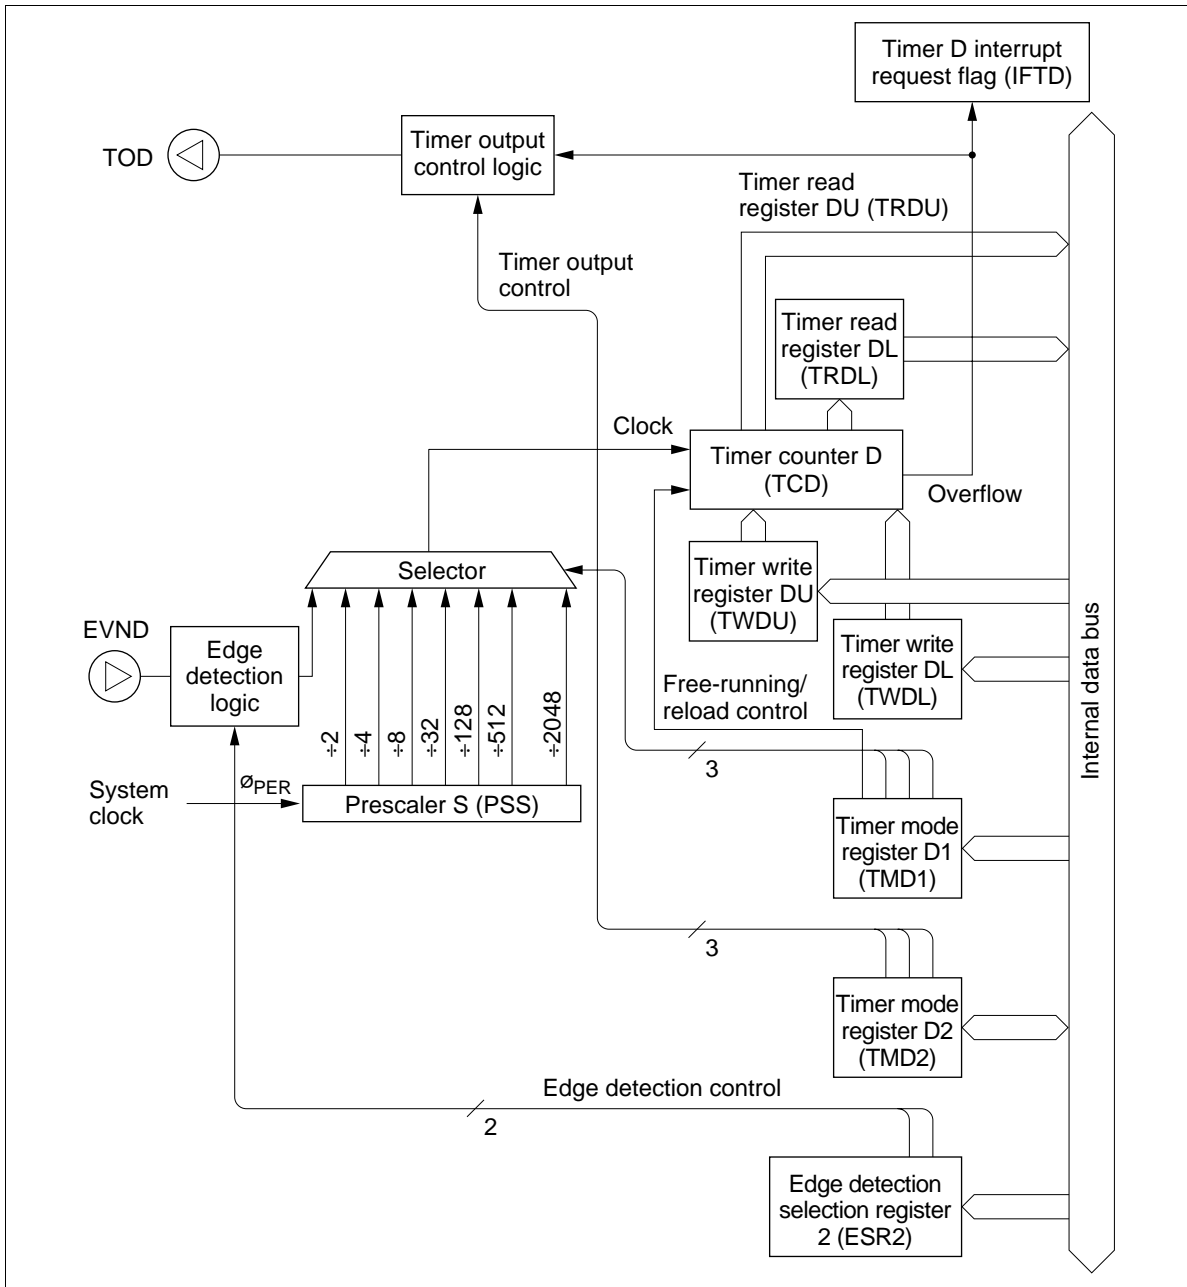 Timer D interrupt
request flag (IFTD)
Timer output
control logic
TOD
Timer read
register DU (TRDU)
Timer output
control
Timer read
register DL
(TRDL)
Clock
Timer counter D
(TCD)
Overflow
Selector
Timer write
register DU
(TWDU)
EVND
Edge
detection
logic
Timer write
register DL
(TWDL)
Free-running/
reload control
÷2
÷4
÷8
÷32
÷128
÷512
÷2048
3
System
clock
øPER
Prescaler S (PSS)
Internal data bus
Timer mode
register D1
(TMD1)
3
Timer mode
register D2
(TMD2)
Edge detection control
2
Edge detection
selection register
2 (ESR2)